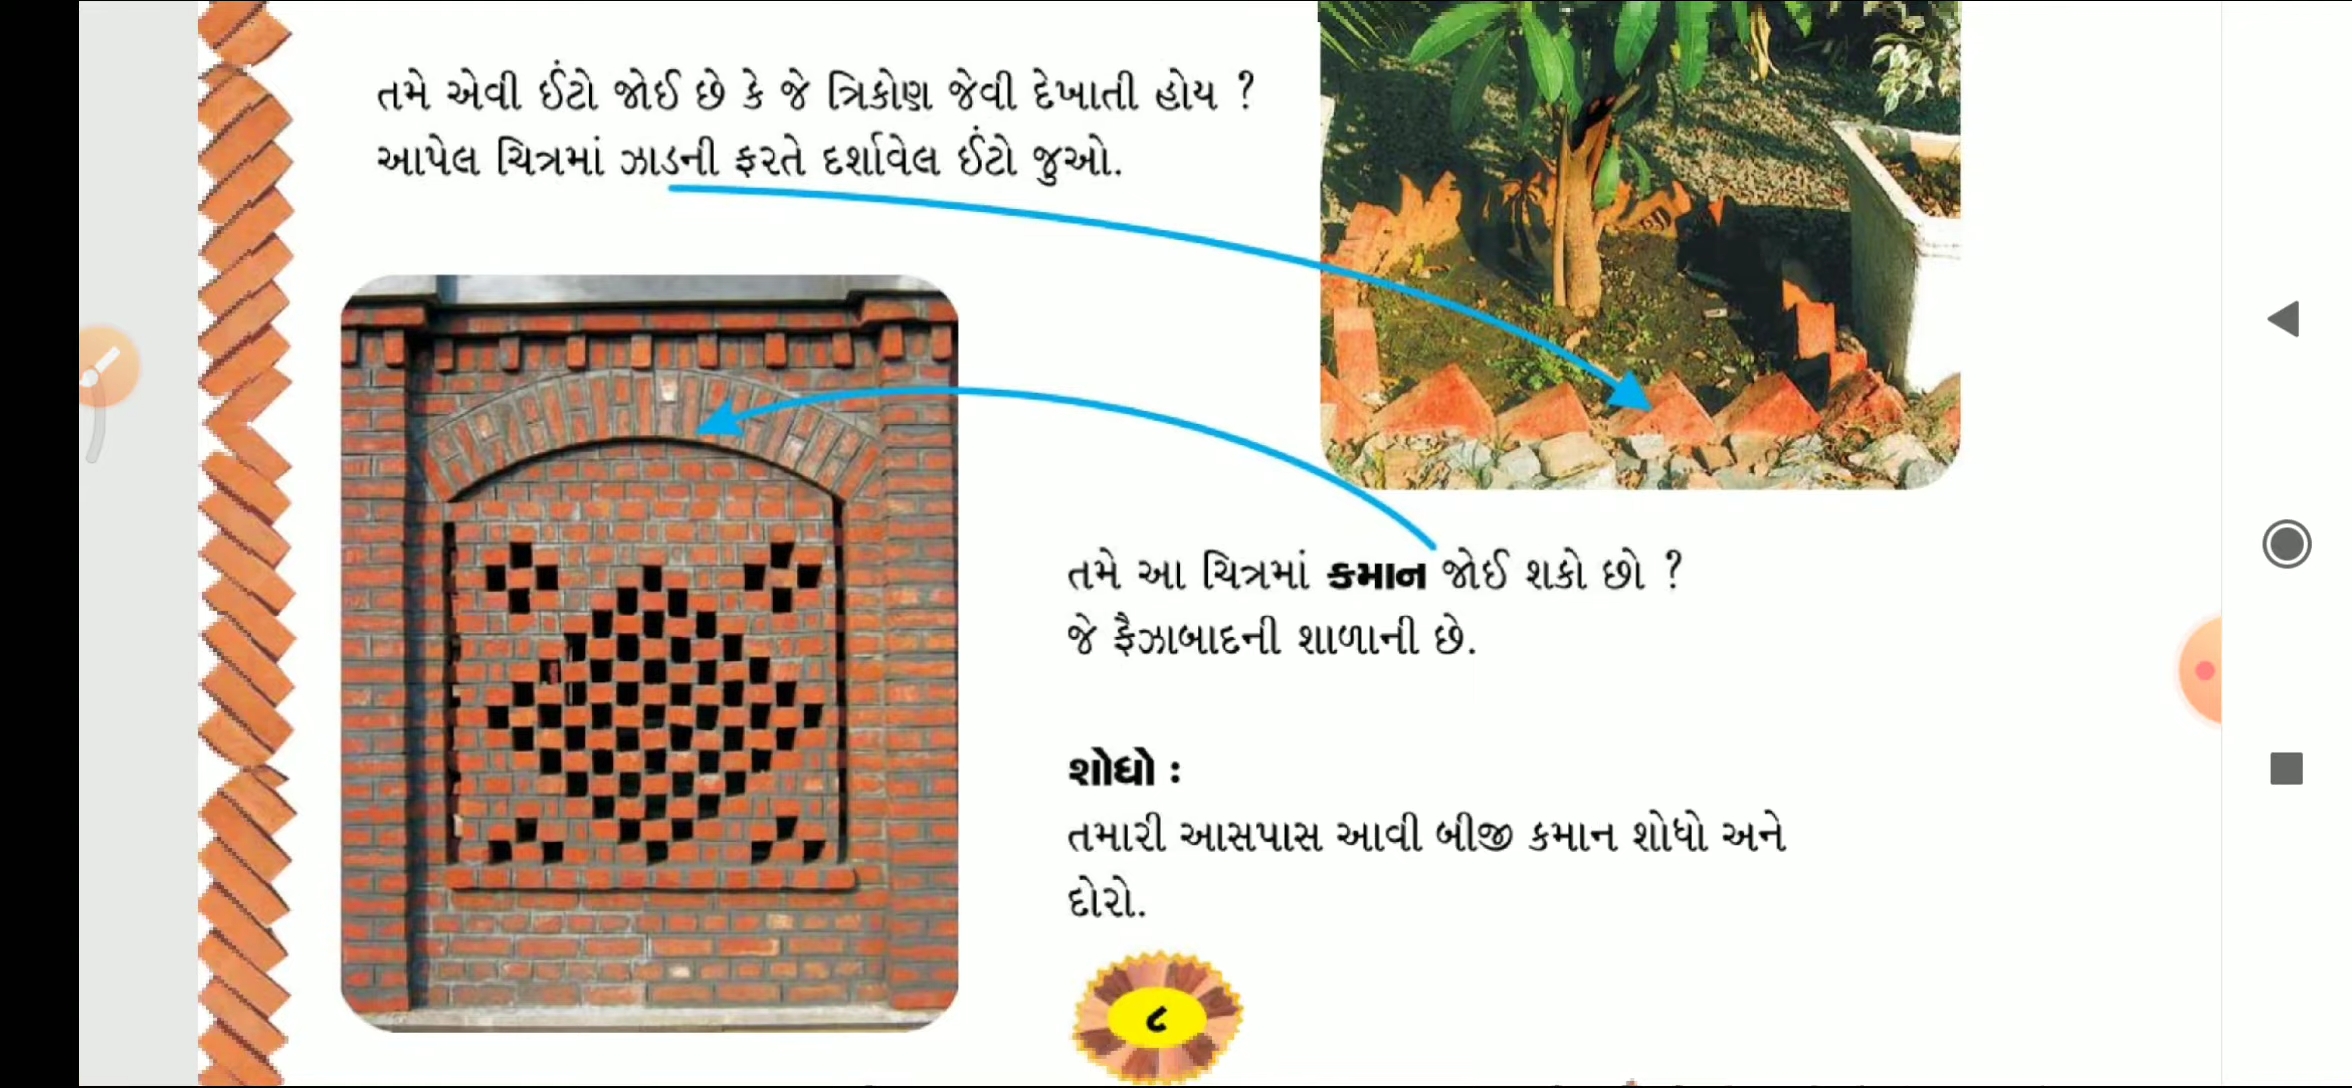 તમે એવી ઈંટો જોઈ છે કે જે ત્રિકોણ જેવી દેખાતી હોય ?
આપેલ ચિત્રમાં ઝાડની ફરતે દર્શાવેલ ઈંટો જુઓ.
તમે આ ચિત્રમાં કમાન જોઈ શકો છો ?
જે ફૈઝાબાદની શાળાની છે.
શોધો :
તમારી આસપાસ આવી બીજી કમાન શોધો અને
દોરો.
૮